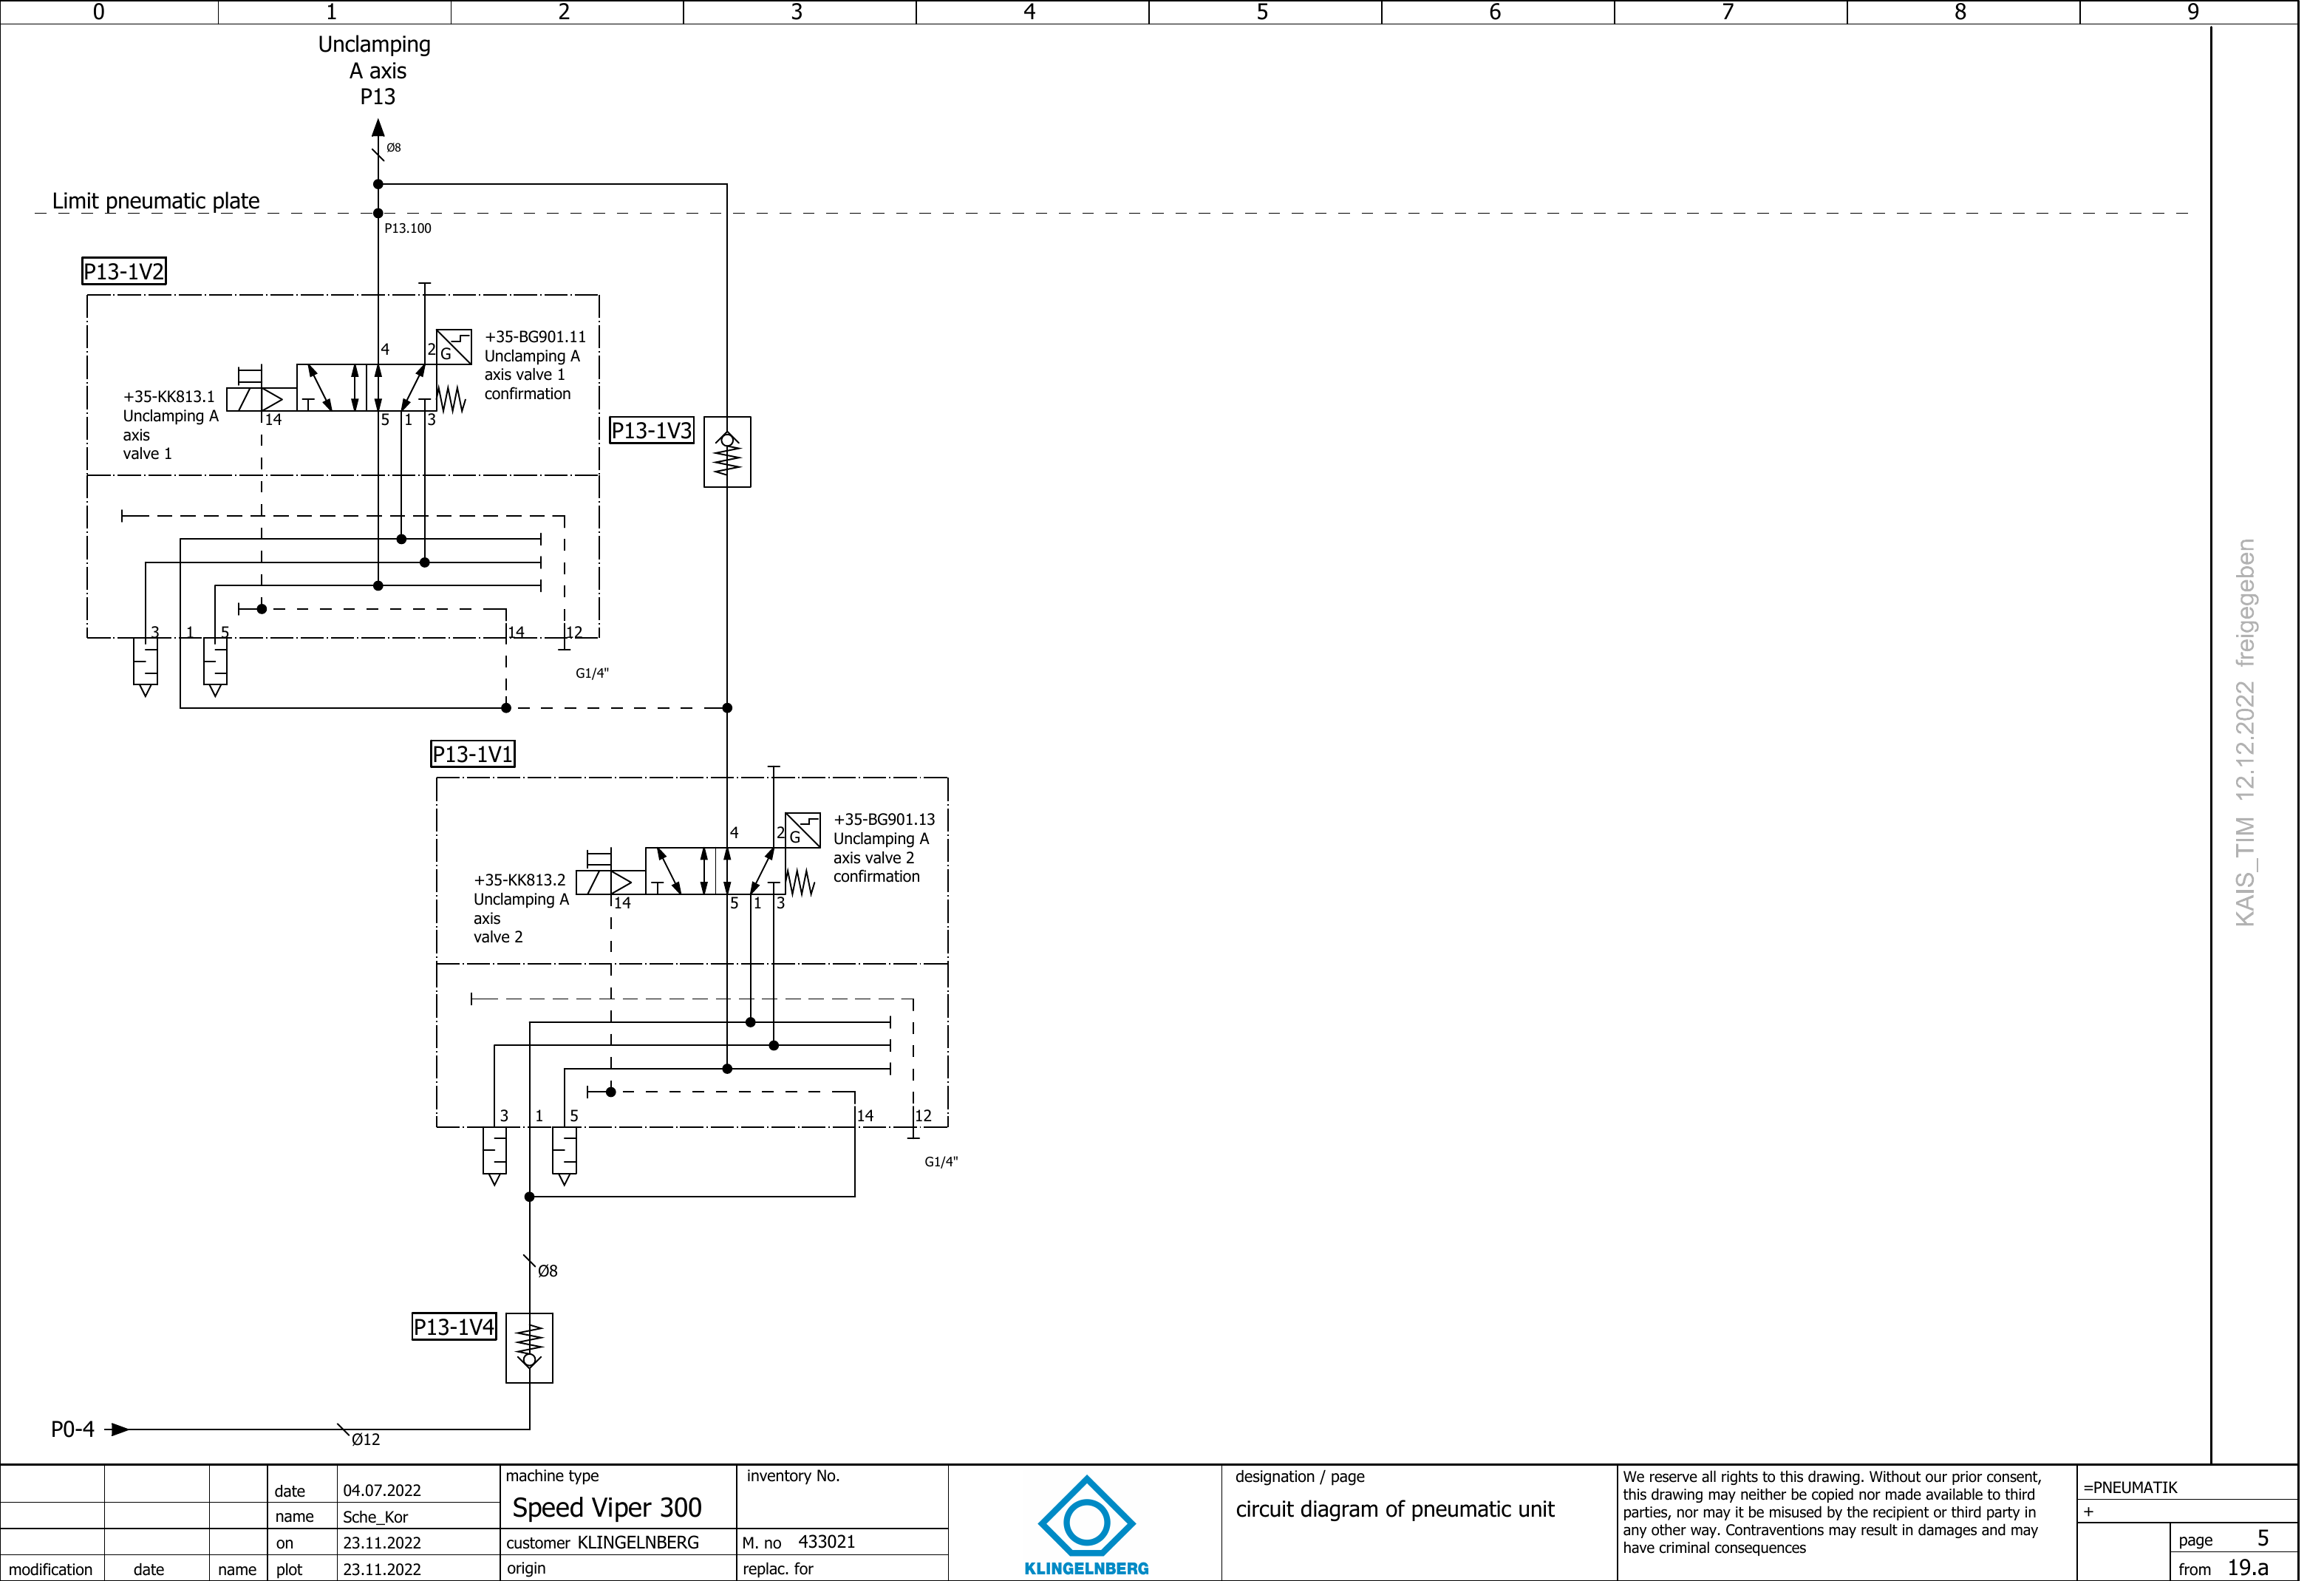 0 1 2 3 4 5 6 7 8 9
Unclamping
A axis
P13
Ø8
Limit pneumatic plate
P13.100
P13-1V2
+35-BG901.11
Unclamping A
axis valve 1
confirmation
4 2 G
+35-KK813.1
Unclamping A
axis
valve 1
14 5 1 3
P13-1V3
3 1 5 14 12
G1/4"
P13-1V1
+35-BG901.13
Unclamping A
axis valve 2
confirmation
4 2 G
+35-KK813.2
Unclamping A
axis
valve 2
14 5 1 3
3 1 5 14 12
G1/4"
Ø8
P13-1V4
P0-4
Ø12
KAIS_TIM 12.12.2022 freigegeben
modification date name
date 04.07.2022
name Sche_Kor
on 23.11.2022
plot 23.11.2022
machine type
Speed Viper 300
customer KLINGELNBERG
origin
inventory No.
M. no 433021
replac. for
KLINGELNBERG
designation / page
circuit diagram of pneumatic unit
We reserve all rights to this drawing. Without our prior consent,
this drawing may neither be copied nor made available to third
parties, nor may it be misused by the recipient or third party in
any other way. Contraventions may result in damages and may
have criminal consequences
=PNEUMATIK
+
page 5
from 19.a